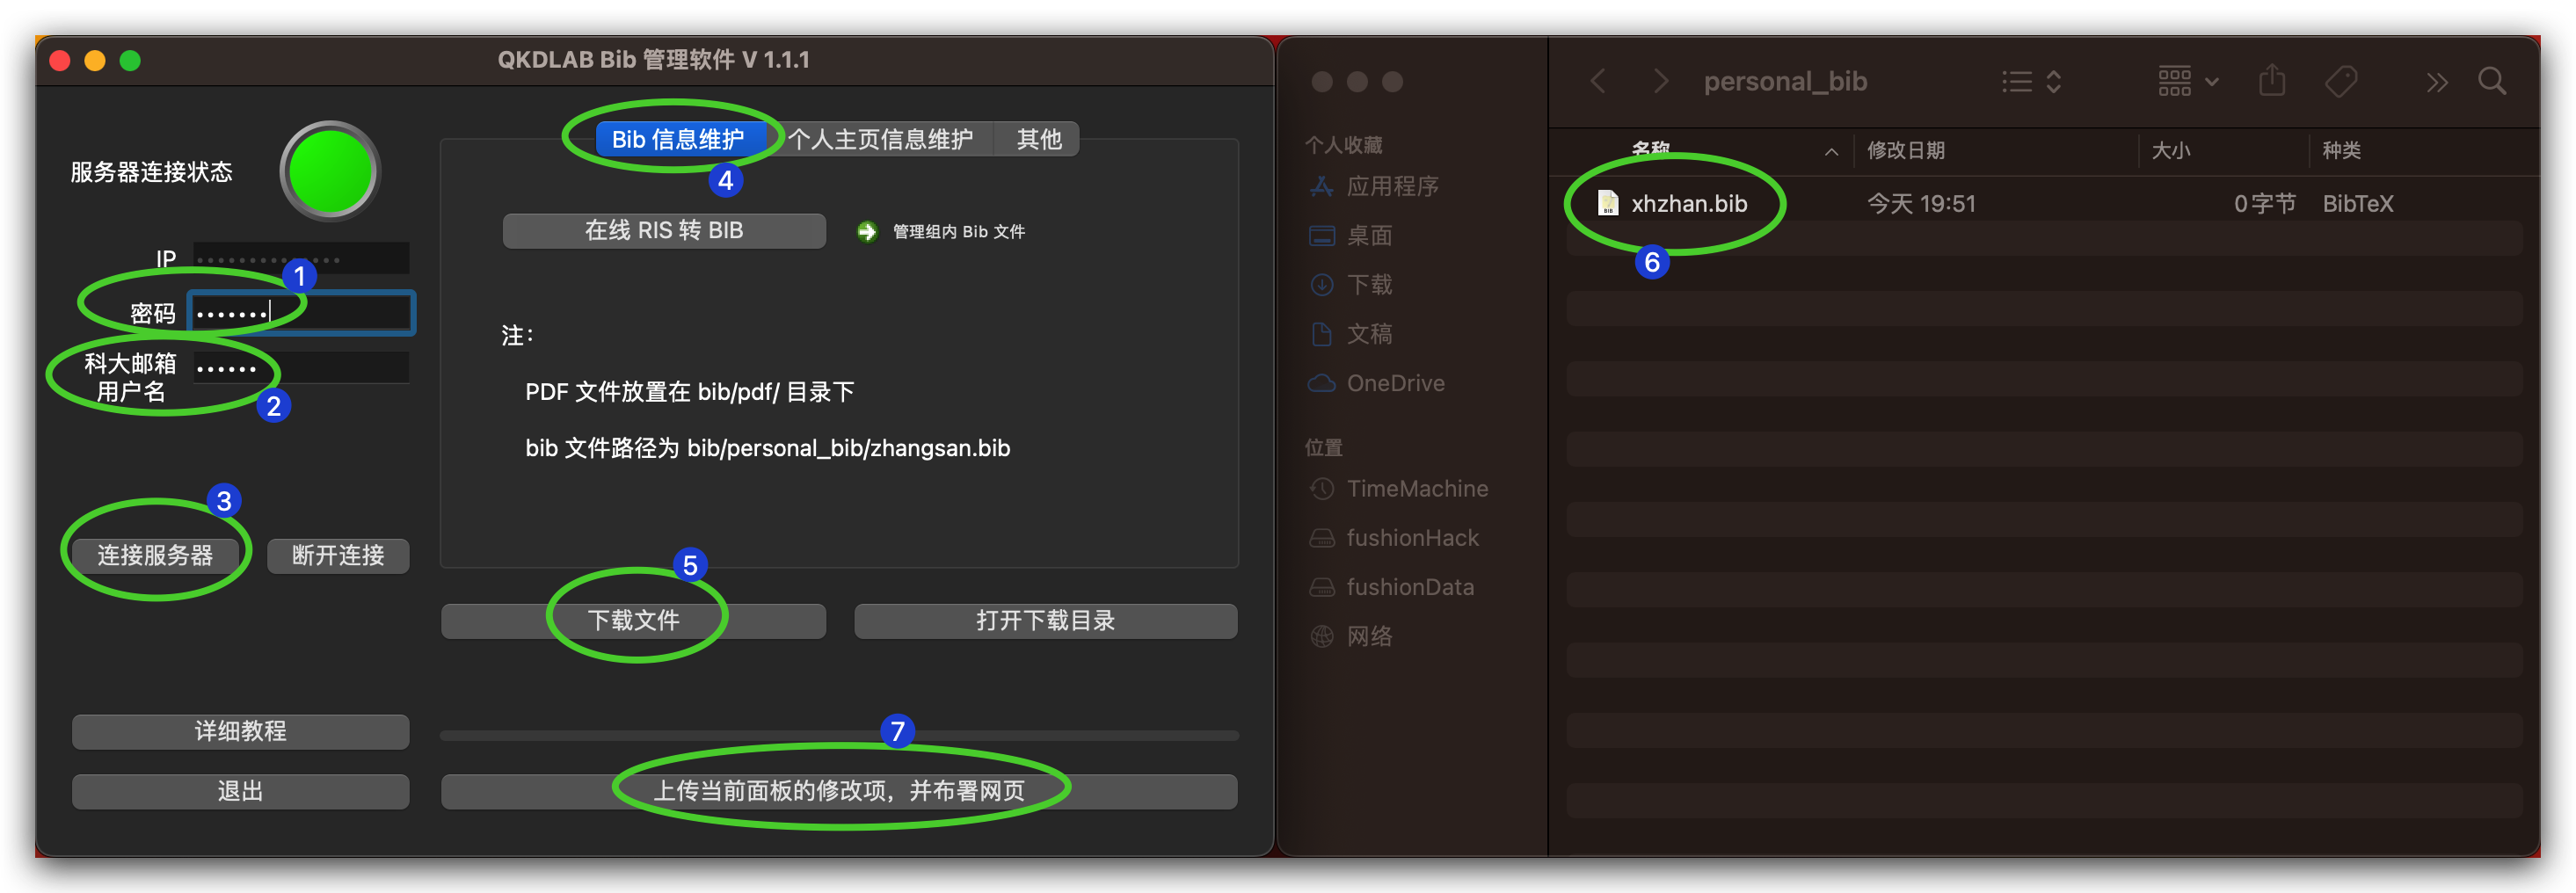 QKDLAB Bib 管理软件 V 1.1.1
服务器连接状态
IP
密码
科大邮箱
用户名
连接服务器
断开连接
详细教程
退出
Bib 信息维护
个人主页信息维护
其他
在线 RIS 转 BIB
管理组内 Bib 文件
注：
PDF 文件放置在 bib/pdf/ 目录下
bib 文件路径为 bib/personal_bib/zhangsan.bib
下载文件
打开下载目录
上传当前面板的修改项，并布署网页
1
2
3
4
5
6
7
personal_bib
个人收藏
应用程序
桌面
下载
文稿
OneDrive
位置
TimeMachine
fushionHack
fushionData
网络
名称
修改日期
大小
种类
xhzhan.bib
今天 19:51
0 字节
BibTeX